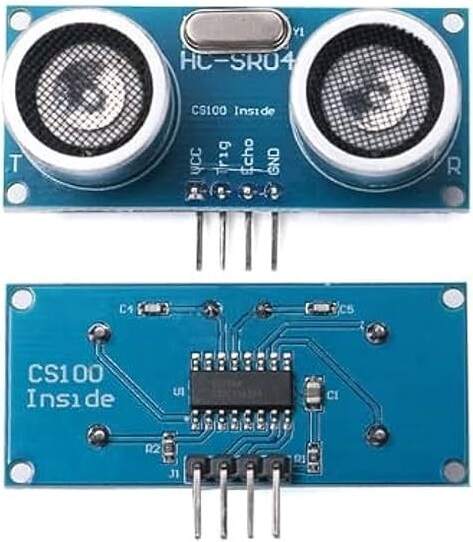 Y1
HC-SR04
CS100 Inside
T
R
VCC
Trig
Echo
GND
C4
C5
CS100
Inside
U1
C1
R2
J1
R1